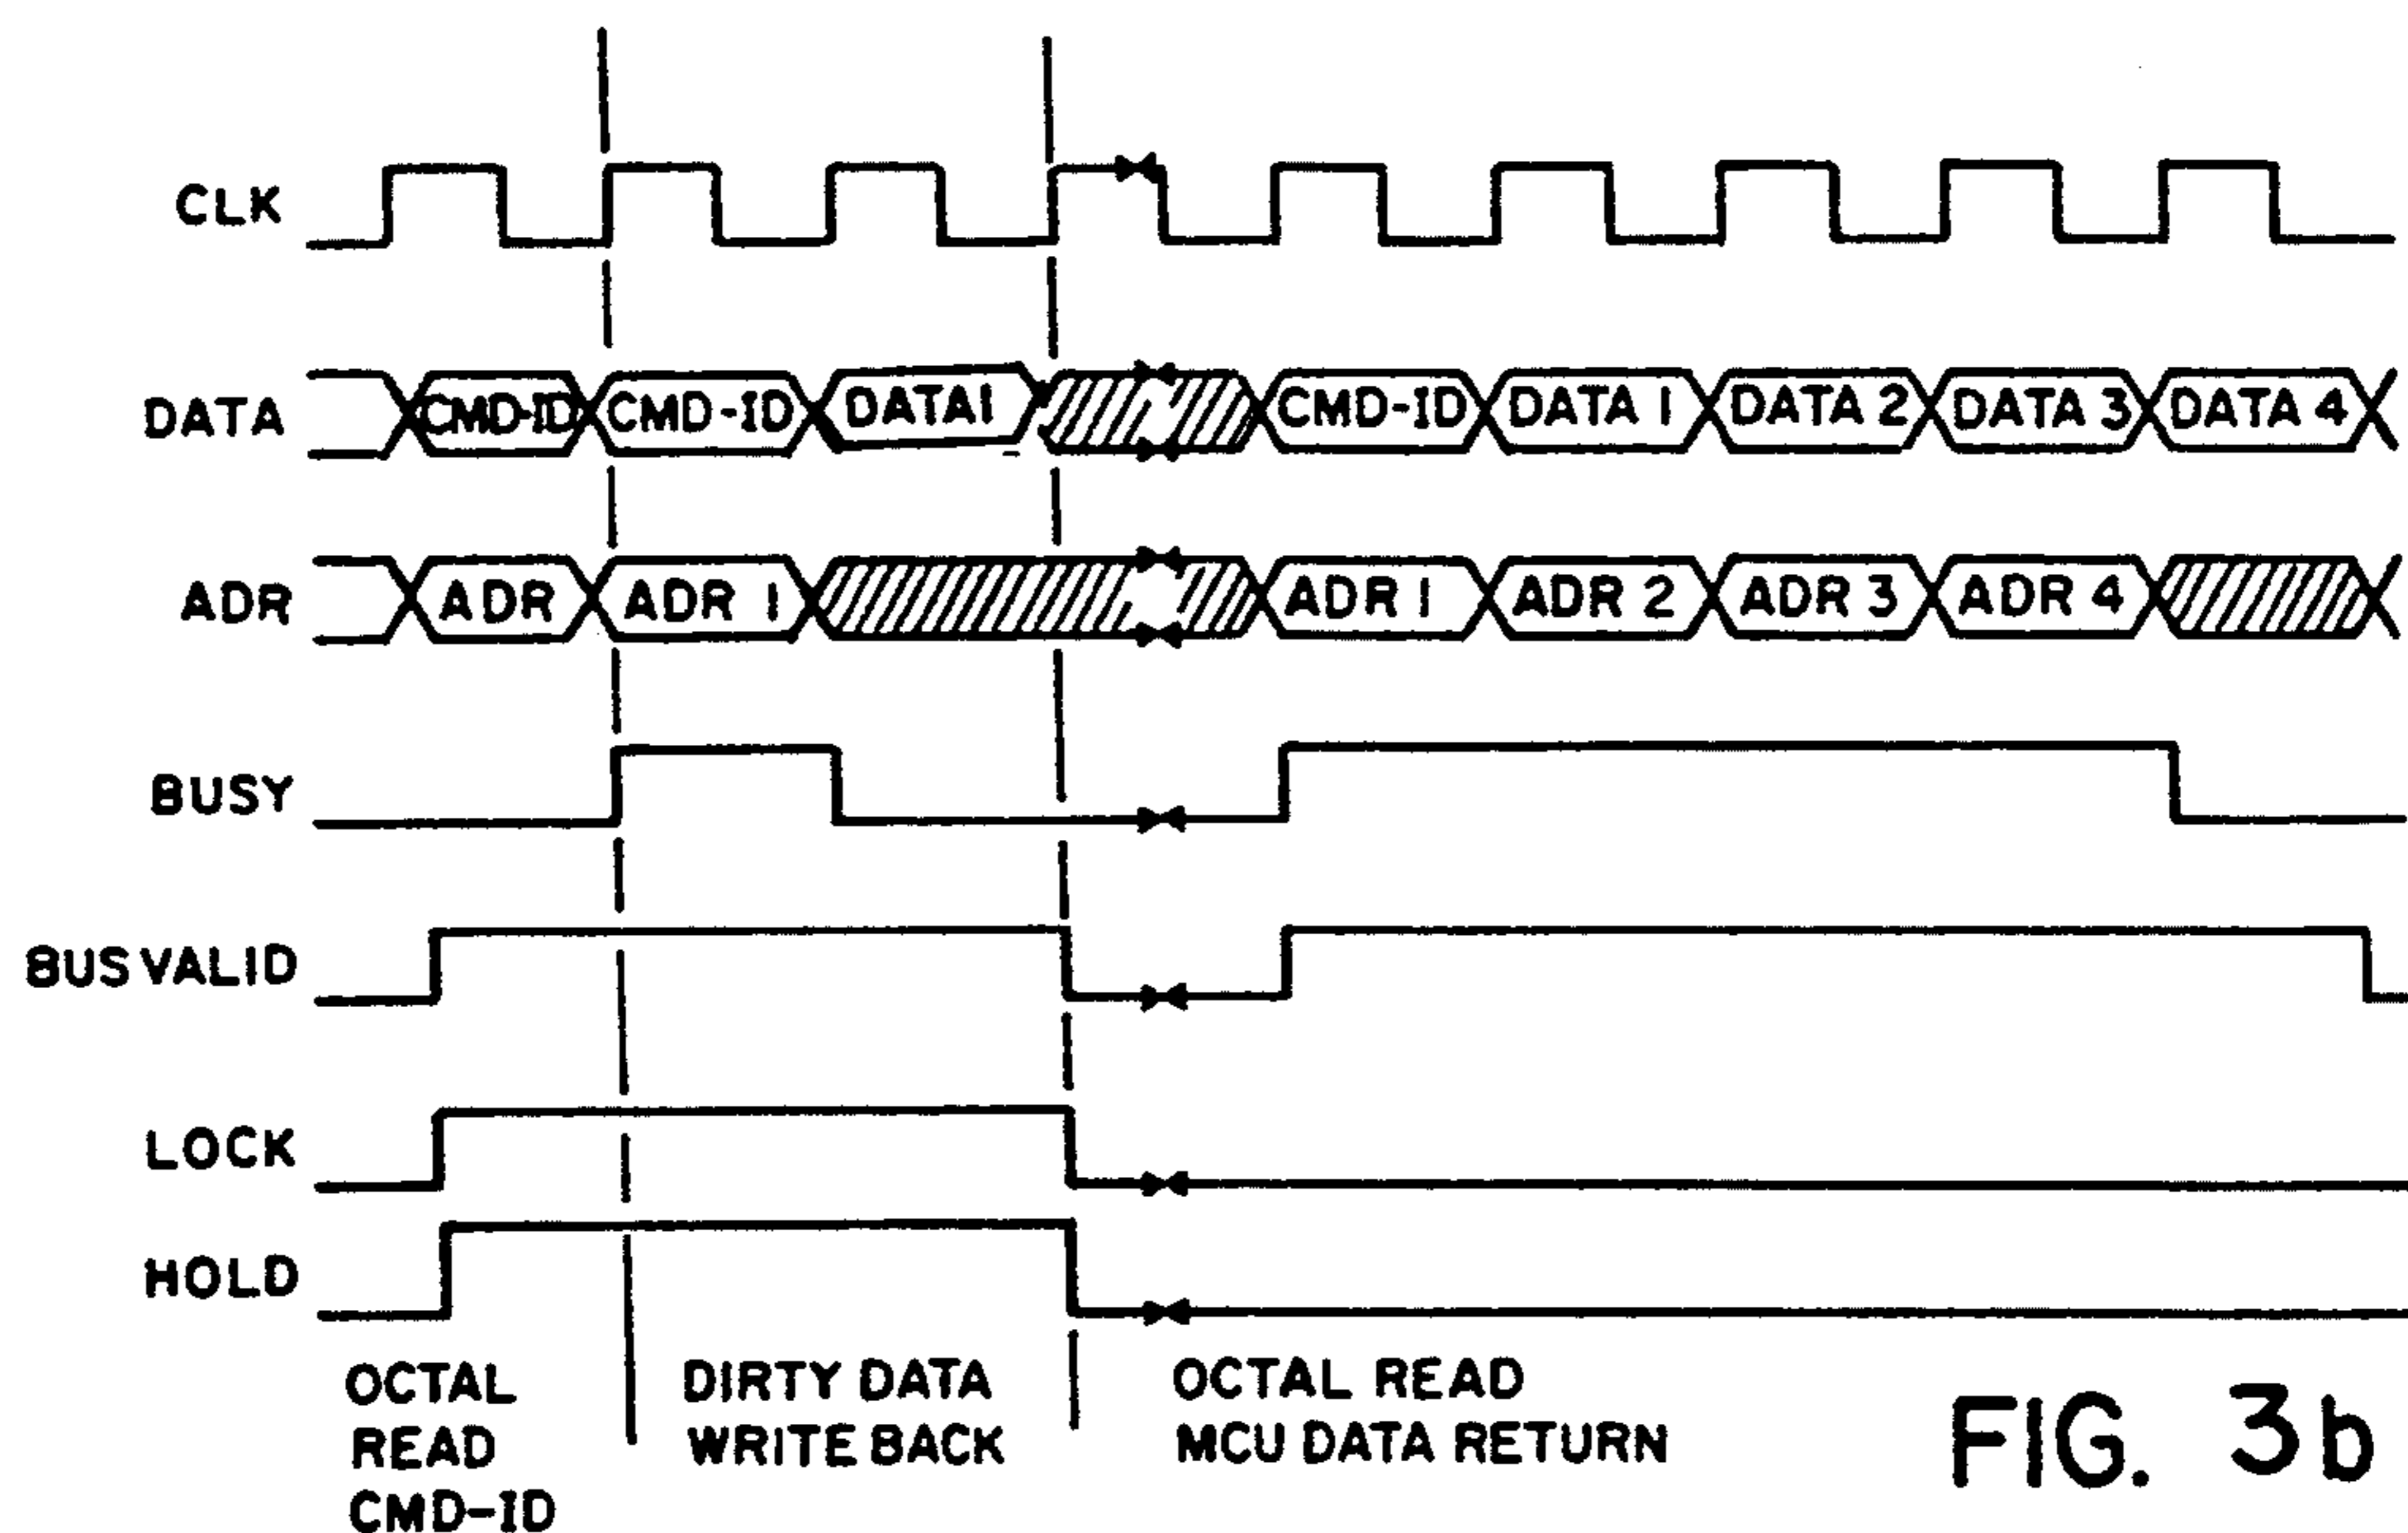 CLK
DATA CMD-ID CMD-ID DATA1 CMD-ID DATA 1 DATA 2 DATA 3 DATA 4
ADR ADR ADR 1 ADR 1 ADR 2 ADR 3 ADR 4
BUSY
BUS VALID
LOCK
HOLD
OCTAL
READ
CMD-ID
DIRTY DATA
WRITE BACK
OCTAL READ
MCU DATA RETURN
FIG. 3b